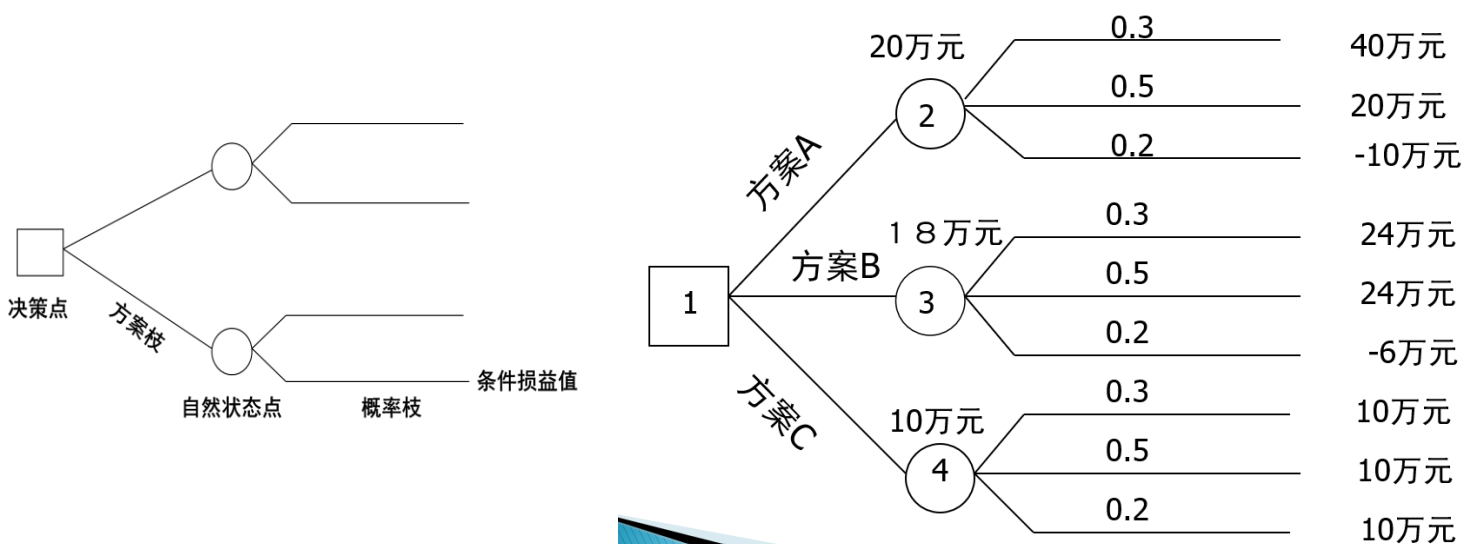 决策点
方案枝
自然状态点
概率枝
条件损益值
1
方案A
20万元
2
0.3
40万元
0.5
20万元
0.2
-10万元
方案B
１８万元
3
0.3
24万元
0.5
24万元
0.2
-6万元
方案C
10万元
4
0.3
10万元
0.5
10万元
0.2
10万元